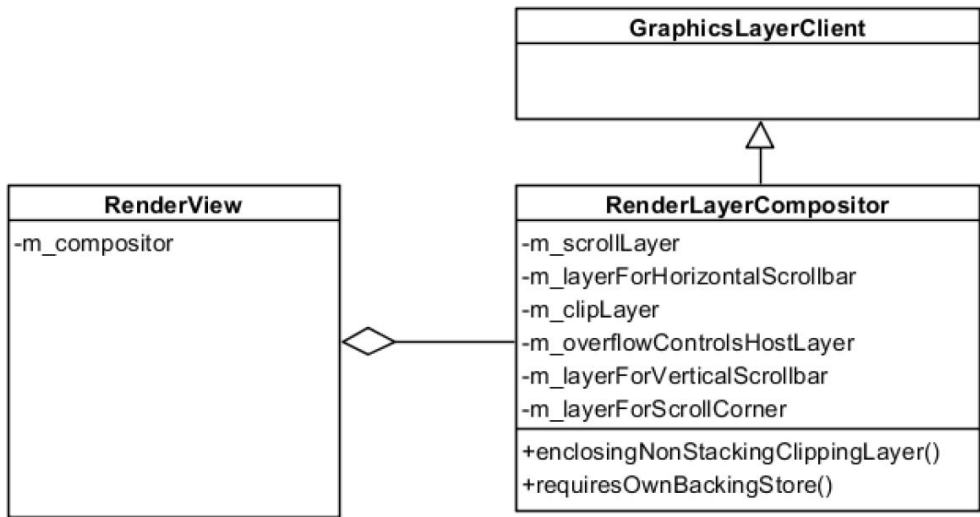 GraphicsLayerClient
RenderView
-m_compositor
RenderLayerCompositor
-m_scrollLayer
-m_layerForHorizontalScrollbar
-m_clipLayer
-m_overflowControlsHostLayer
-m_layerForVerticalScrollbar
-m_layerForScrollCorner
+enclosingNonStackingClippingLayer()
+requiresOwnBackingStore()